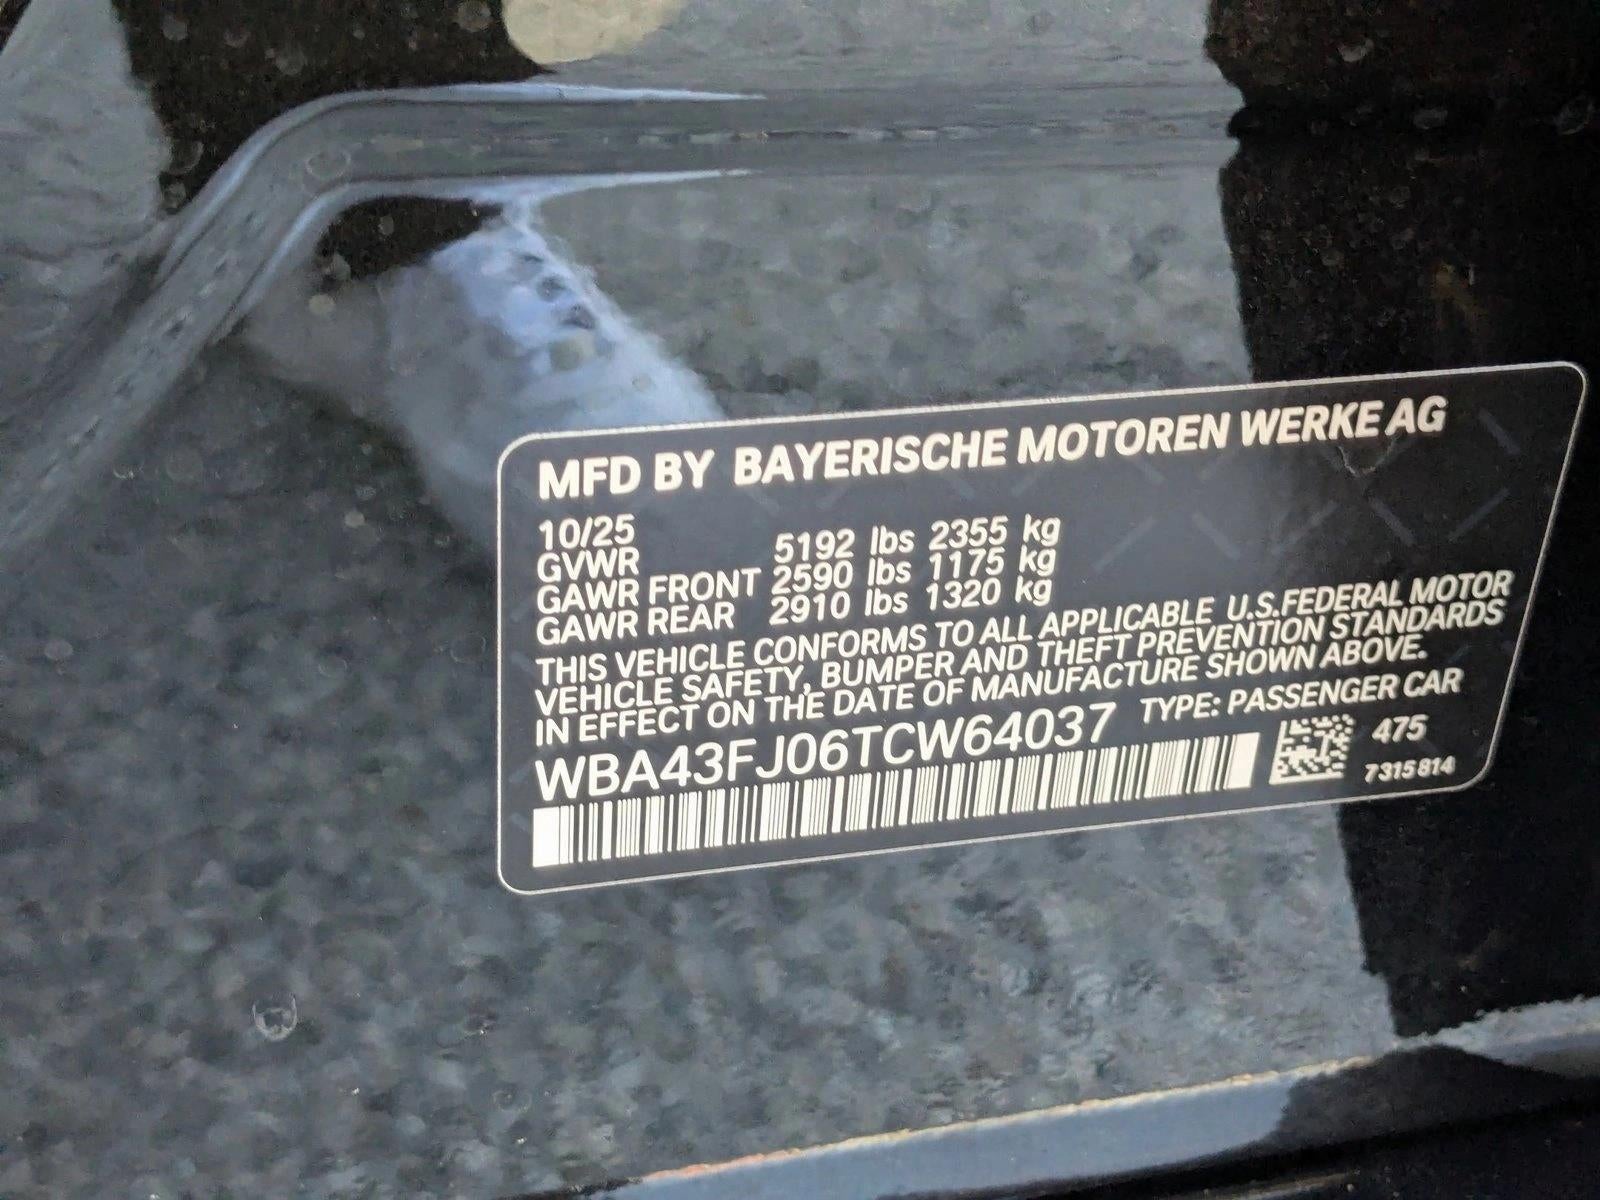 MFD BY BAYERISCHE MOTOREN WERKE AG
10/25
GVWR 5192 lbs 2355 kg
GAWR FRONT 2590 lbs 1175 kg
GAWR REAR 2910 lbs 1320 kg
THIS VEHICLE CONFORMS TO ALL APPLICABLE U.S.FEDERAL MOTOR
VEHICLE SAFETY, BUMPER AND THEFT PREVENTION STANDARDS
IN EFFECT ON THE DATE OF MANUFACTURE SHOWN ABOVE.
WBA43FJ06TCW64037 TYPE: PASSENGER CAR
475
7315814